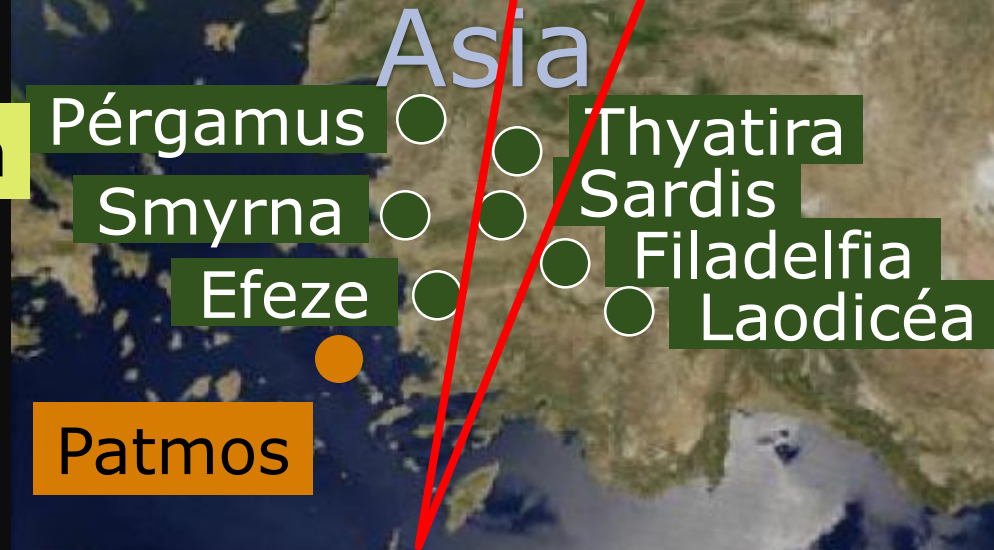 Asia
Pérgamus
Thyatira
Smyrna
Sardis
Filadelfia
Efeze
Laodicéa
Patmos